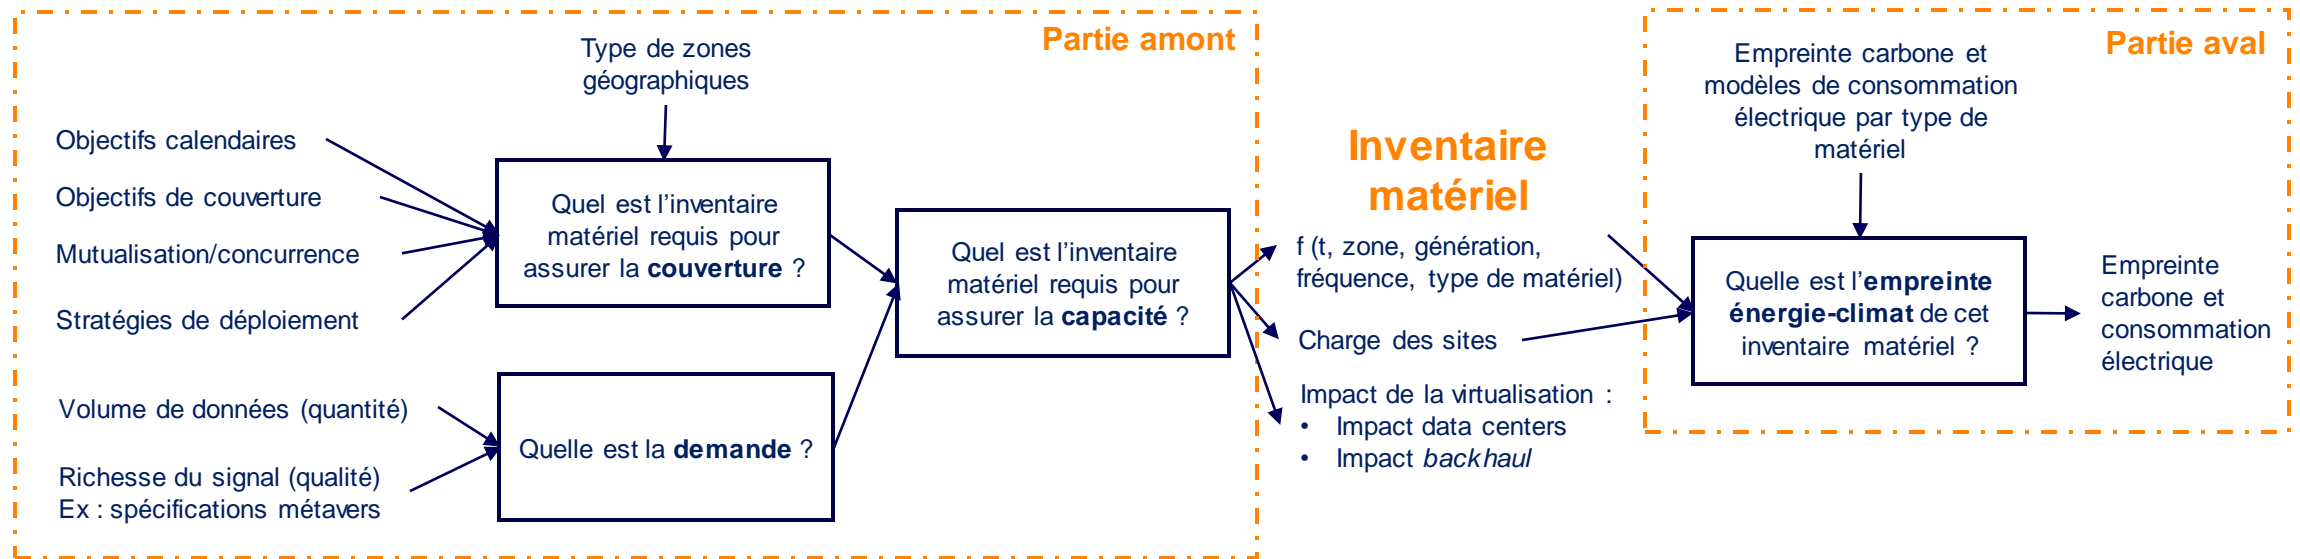 Partie amont
Type de zones
géographiques
Objectifs calendaires
Objectifs de couverture
Mutualisation/concurrence
Stratégies de déploiement
Quel est l’inventaire
matériel requis pour
assurer la couverture ?
Volume de données (quantité)
Richesse du signal (qualité)
Ex : spécifications métavers
Quelle est la demande ?
Quel est l’inventaire
matériel requis pour
assurer la capacité ?
Inventaire
matériel
f (t, zone, génération,
fréquence, type de matériel)
Charge des sites
Impact de la virtualisation :
• Impact data centers
• Impact backhaul
Partie aval
Empreinte carbone et
modèles de consommation
électrique par type de
matériel
Quelle est l’empreinte
énergie-climat de cet
inventaire matériel ?
Empreinte
carbone et
consommation
électrique